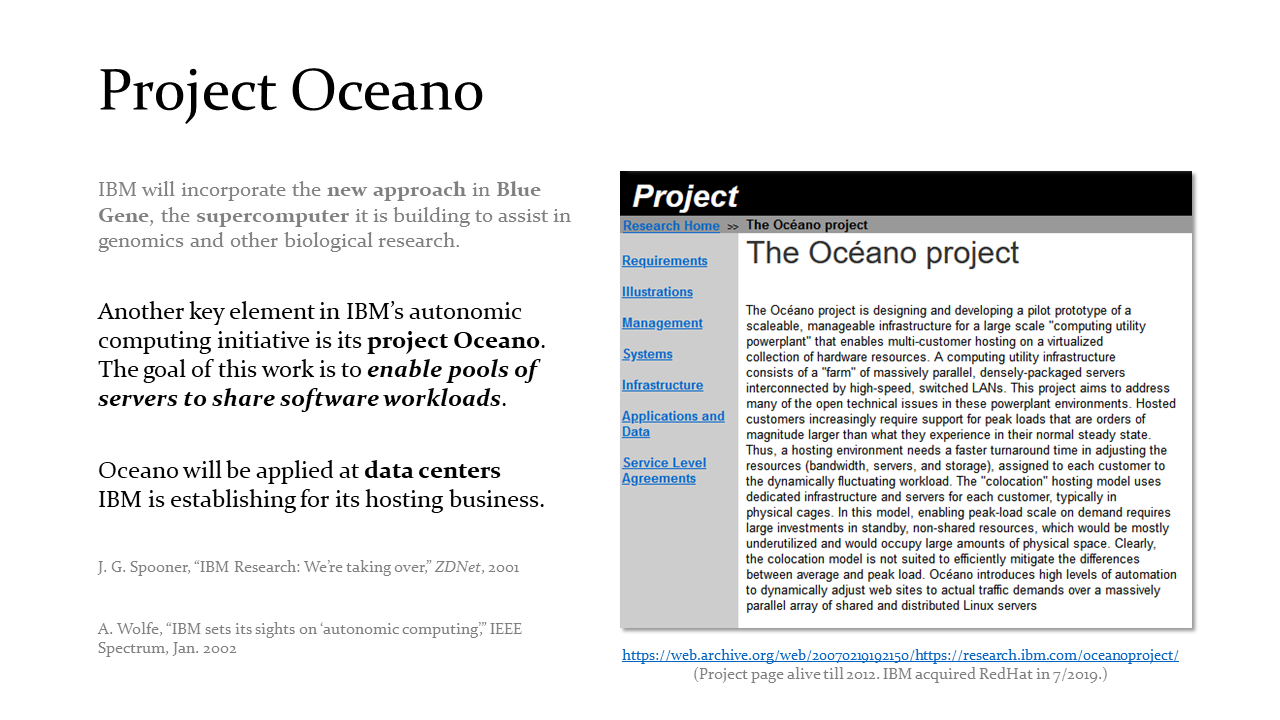 Project Oceano
IBM will incorporate the new approach in Blue
Gene, the supercomputer it is building to assist in
genomics and other biological research.
Another key element in IBM’s autonomic
computing initiative is its project Oceano.
The goal of this work is to enable pools of
servers to share software workloads.
Oceano will be applied at data centers
IBM is establishing for its hosting business.
J. G. Spooner, “IBM Research: We’re taking over,” ZDNet, 2001
A. Wolfe, “IBM sets its sights on ‘autonomic computing’,” IEEE
Spectrum, Jan. 2002
Project
Research Home >> The Océano project
Requirements
Illustrations
Management
Systems
Infrastructure
Applications and
Data
Service Level
Agreements
The Océano project
The Océano project is designing and developing a pilot prototype of a
scaleable, manageable infrastructure for a large scale "computing utility
powerplant" that enables multi-customer hosting on a virtualized
collection of hardware resources. A computing utility infrastructure
consists of a "farm" of massively parallel, densely-packaged servers
interconnected by high-speed, switched LANs. This project aims to address
many of the open technical issues in these powerplant environments. Hosted
customers increasingly require support for peak loads that are orders of
magnitude larger than what they experience in their normal steady state.
Thus, a hosting environment needs a faster turnaround time in adjusting the
resources (bandwidth, servers, and storage), assigned to each customer to
the dynamically fluctuating workload. The "colocation" hosting model uses
dedicated infrastructure and servers for each customer, typically in
physical cages. In this model, enabling peak-load scale on demand requires
large investments in standby, non-shared resources, which would be mostly
underutilized and would occupy large amounts of physical space. Clearly,
the colocation model is not suited to efficiently mitigate the differences
between average and peak load. Océano introduces high levels of automation
to dynamically adjust web sites to actual traffic demands over a massively
parallel array of shared and distributed Linux servers
https://web.archive.org/web/20070219192150/https://research.ibm.com/oceanoproject/
(Project page alive till 2012. IBM acquired RedHat in 7/2019.)